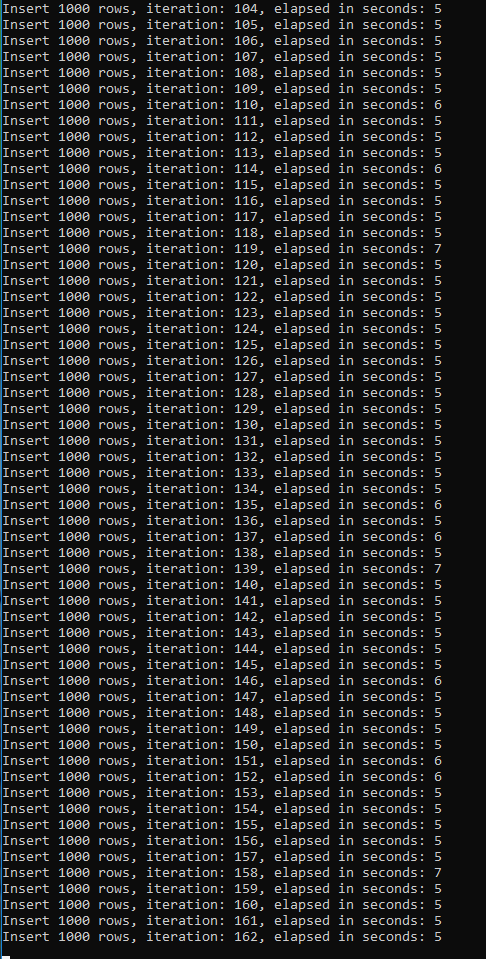 Insert 1000 rows, iteration: 104, elapsed in seconds: 5
Insert 1000 rows, iteration: 105, elapsed in seconds: 5
Insert 1000 rows, iteration: 106, elapsed in seconds: 5
Insert 1000 rows, iteration: 107, elapsed in seconds: 5
Insert 1000 rows, iteration: 108, elapsed in seconds: 5
Insert 1000 rows, iteration: 109, elapsed in seconds: 5
Insert 1000 rows, iteration: 110, elapsed in seconds: 6
Insert 1000 rows, iteration: 111, elapsed in seconds: 5
Insert 1000 rows, iteration: 112, elapsed in seconds: 5
Insert 1000 rows, iteration: 113, elapsed in seconds: 5
Insert 1000 rows, iteration: 114, elapsed in seconds: 6
Insert 1000 rows, iteration: 115, elapsed in seconds: 5
Insert 1000 rows, iteration: 116, elapsed in seconds: 5
Insert 1000 rows, iteration: 117, elapsed in seconds: 5
Insert 1000 rows, iteration: 118, elapsed in seconds: 5
Insert 1000 rows, iteration: 119, elapsed in seconds: 7
Insert 1000 rows, iteration: 120, elapsed in seconds: 5
Insert 1000 rows, iteration: 121, elapsed in seconds: 5
Insert 1000 rows, iteration: 122, elapsed in seconds: 5
Insert 1000 rows, iteration: 123, elapsed in seconds: 5
Insert 1000 rows, iteration: 124, elapsed in seconds: 5
Insert 1000 rows, iteration: 125, elapsed in seconds: 5
Insert 1000 rows, iteration: 126, elapsed in seconds: 5
Insert 1000 rows, iteration: 127, elapsed in seconds: 5
Insert 1000 rows, iteration: 128, elapsed in seconds: 5
Insert 1000 rows, iteration: 129, elapsed in seconds: 5
Insert 1000 rows, iteration: 130, elapsed in seconds: 5
Insert 1000 rows, iteration: 131, elapsed in seconds: 5
Insert 1000 rows, iteration: 132, elapsed in seconds: 5
Insert 1000 rows, iteration: 133, elapsed in seconds: 5
Insert 1000 rows, iteration: 134, elapsed in seconds: 5
Insert 1000 rows, iteration: 135, elapsed in seconds: 6
Insert 1000 rows, iteration: 136, elapsed in seconds: 5
Insert 1000 rows, iteration: 137, elapsed in seconds: 6
Insert 1000 rows, iteration: 138, elapsed in seconds: 5
Insert 1000 rows, iteration: 139, elapsed in seconds: 7
Insert 1000 rows, iteration: 140, elapsed in seconds: 5
Insert 1000 rows, iteration: 141, elapsed in seconds: 5
Insert 1000 rows, iteration: 142, elapsed in seconds: 5
Insert 1000 rows, iteration: 143, elapsed in seconds: 5
Insert 1000 rows, iteration: 144, elapsed in seconds: 5
Insert 1000 rows, iteration: 145, elapsed in seconds: 5
Insert 1000 rows, iteration: 146, elapsed in seconds: 6
Insert 1000 rows, iteration: 147, elapsed in seconds: 5
Insert 1000 rows, iteration: 148, elapsed in seconds: 5
Insert 1000 rows, iteration: 149, elapsed in seconds: 5
Insert 1000 rows, iteration: 150, elapsed in seconds: 5
Insert 1000 rows, iteration: 151, elapsed in seconds: 6
Insert 1000 rows, iteration: 152, elapsed in seconds: 6
Insert 1000 rows, iteration: 153, elapsed in seconds: 5
Insert 1000 rows, iteration: 154, elapsed in seconds: 5
Insert 1000 rows, iteration: 155, elapsed in seconds: 5
Insert 1000 rows, iteration: 156, elapsed in seconds: 5
Insert 1000 rows, iteration: 157, elapsed in seconds: 5
Insert 1000 rows, iteration: 158, elapsed in seconds: 7
Insert 1000 rows, iteration: 159, elapsed in seconds: 5
Insert 1000 rows, iteration: 160, elapsed in seconds: 5
Insert 1000 rows, iteration: 161, elapsed in seconds: 5
Insert 1000 rows, iteration: 162, elapsed in seconds: 5